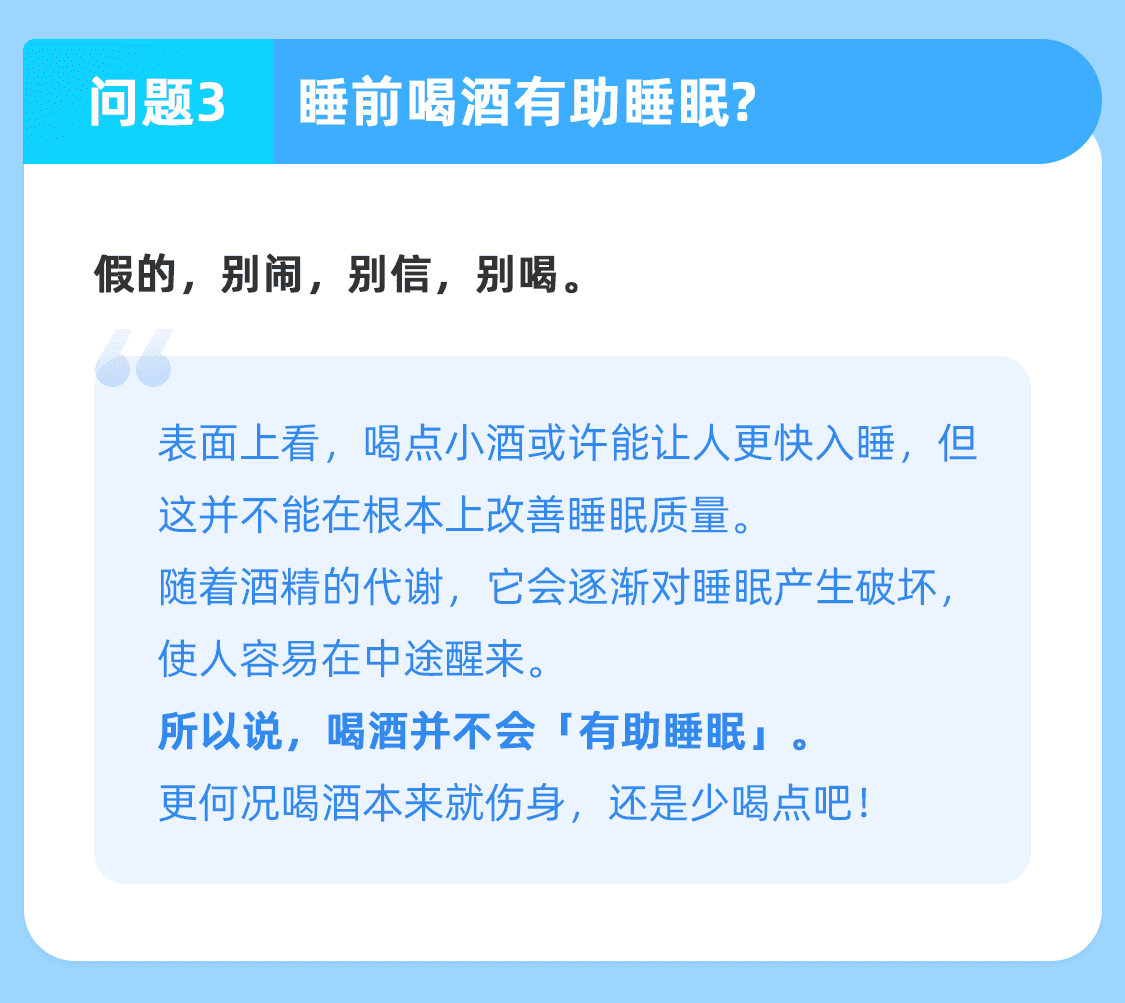 问题3 睡前喝酒有助睡眠?
假的，别闹，别信，别喝。
表面上看，喝点小酒或许能让人更快入睡，但
这并不能在根本上改善睡眠质量。
随着酒精的代谢，它会逐渐对睡眠产生破坏，
使人容易在中途醒来。
所以说，喝酒并不会「有助睡眠」。
更何况喝酒本来就伤身，还是少喝点吧！